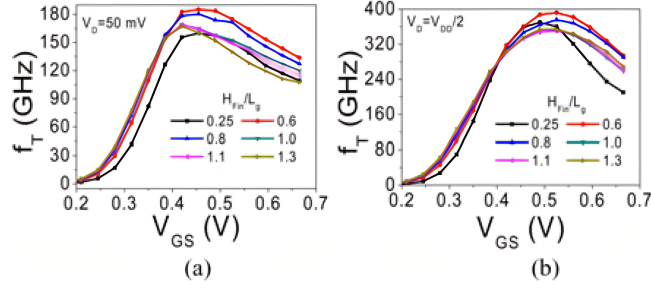 V_D=50 mV
f_T (GHz)
180
150
120
90
60
30
0
H_Fin/L_g
0.25
0.6
0.8
1.0
1.1
1.3
0.2 0.3 0.4 0.5 0.6 0.7
V_GS (V)
(a)
V_D=V_DD/2
f_T (GHz)
400
320
240
160
80
0
H_Fin/L_g
0.25
0.6
0.8
1.0
1.1
1.3
0.2 0.3 0.4 0.5 0.6 0.7
V_GS (V)
(b)